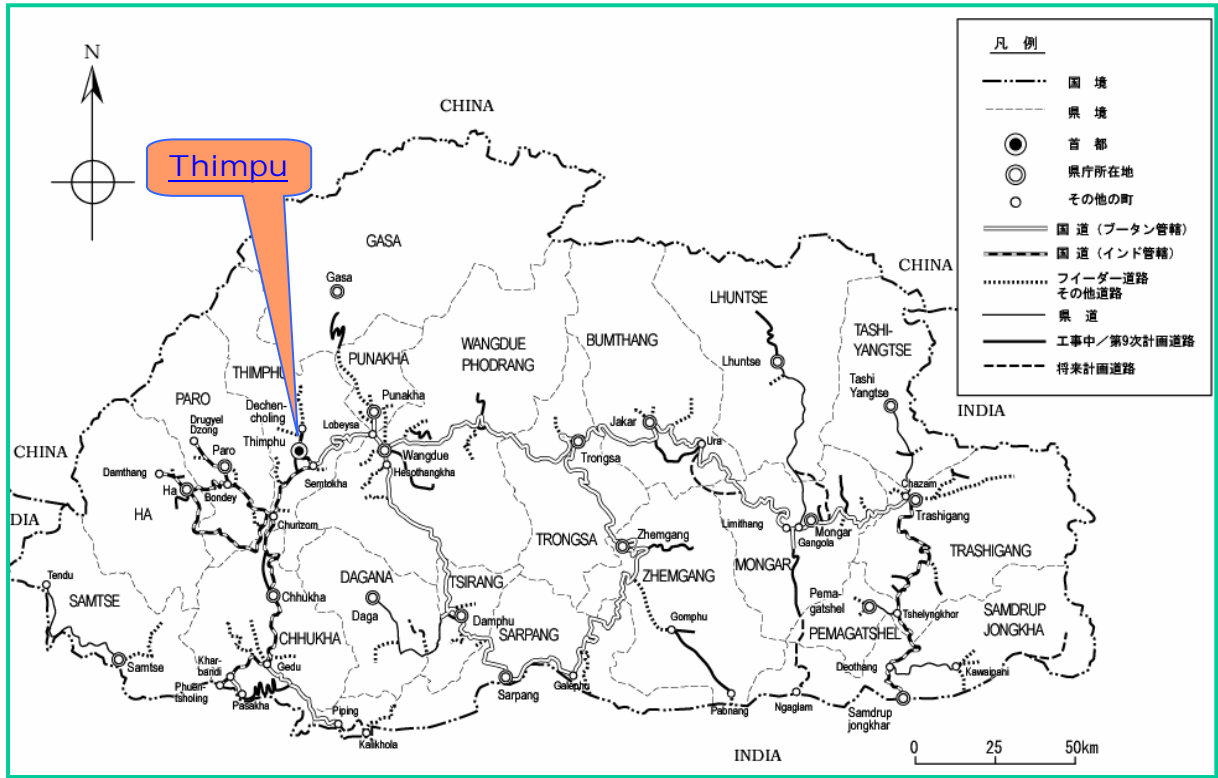 N
CHINA
Thimpu
GASA
Gasa
CHINA
LHUNTSE
BUMTHANG
WANGDUE
PHODRANG
PUNAKHA
TASHI-
YANGTSE
THIMPHU
Lhuntse
Tashi
Yangtse
PARO
Dechen-
choling
Punakha
Drugyel
Dzong
Lobeysa
Jakar
INDIA
CHINA
Thimphu
Paro
Wangdue
Ura
Trongsa
Damthang
Semtokha
Hesothangkha
Ha
Bondey
Chazam
Trashigang
HA
DIA
Churizom
Limithang
Mongar
Gangola
TRONGSA
Zhemgang
TRASHIGANG
MONGAR
ZHEMGANG
Tendu
DAGANA
TSIRANG
SAMTSE
Chhukha
Daga
Pema-
gatshel
Damphu
Gomphu
Tshelyngkhor
SAMDRUP
JONGKHA
CHHUKHA
SARPANG
PEMAGATSHEL
Samtse
Khar-
baridi
Gedu
Deothang
Kawaipani
Phuen-
tsholing
Pasakha
Sarpang
Galephu
Pabnang
Ngaglam
Samdrup
jongkhar
Piping
Kalikhola
INDIA
0 25 50km
凡 例
国 境
県 境
首 都
県庁所在地
その他の町
国 道（ブータン管轄）
国 道（インド管轄）
フイーダー道路
その他道路
県 道
工事中／第9次計画道路
将来計画道路